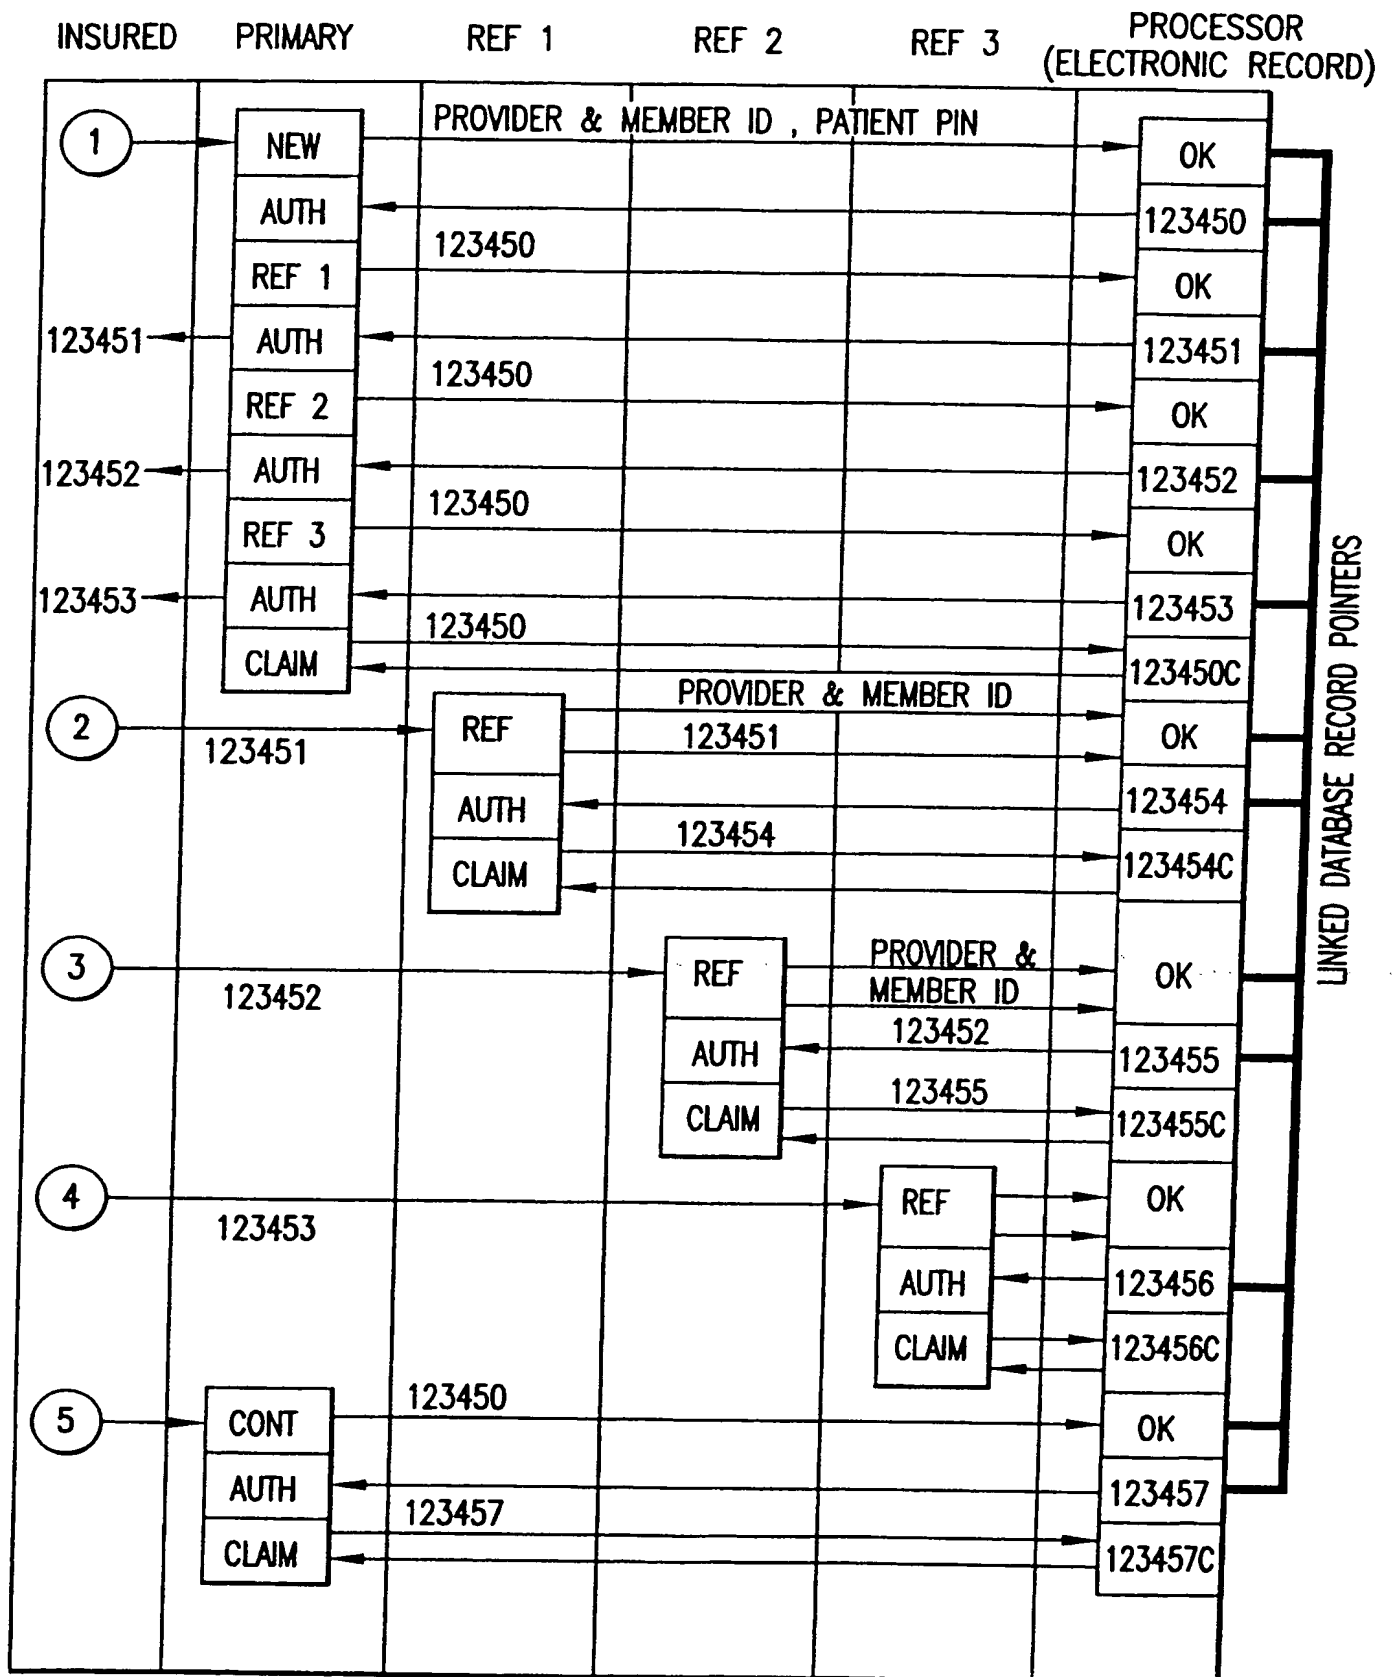 INSURED PRIMARY REF 1 REF 2 REF 3 PROCESSOR
(ELECTRONIC RECORD)
PROVIDER & MEMBER ID , PATIENT PIN
1 NEW OK
AUTH 123450
123450
REF 1 OK
123451 AUTH 123451
123450
REF 2 OK
123452 AUTH 123452
123450
REF 3 OK
123453 AUTH 123453
123450
CLAIM 123450C
PROVIDER & MEMBER ID
2 REF OK
123451 123451
AUTH 123454
123454
CLAIM 123454C
3 REF PROVIDER & OK
123452 MEMBER ID
123452
AUTH 123455
123455
CLAIM 123455C
4 REF OK
123453
AUTH 123456
CLAIM 123456C
123450
5 CONT OK
AUTH 123457
123457
CLAIM 123457C
LINKED DATABASE RECORD POINTERS